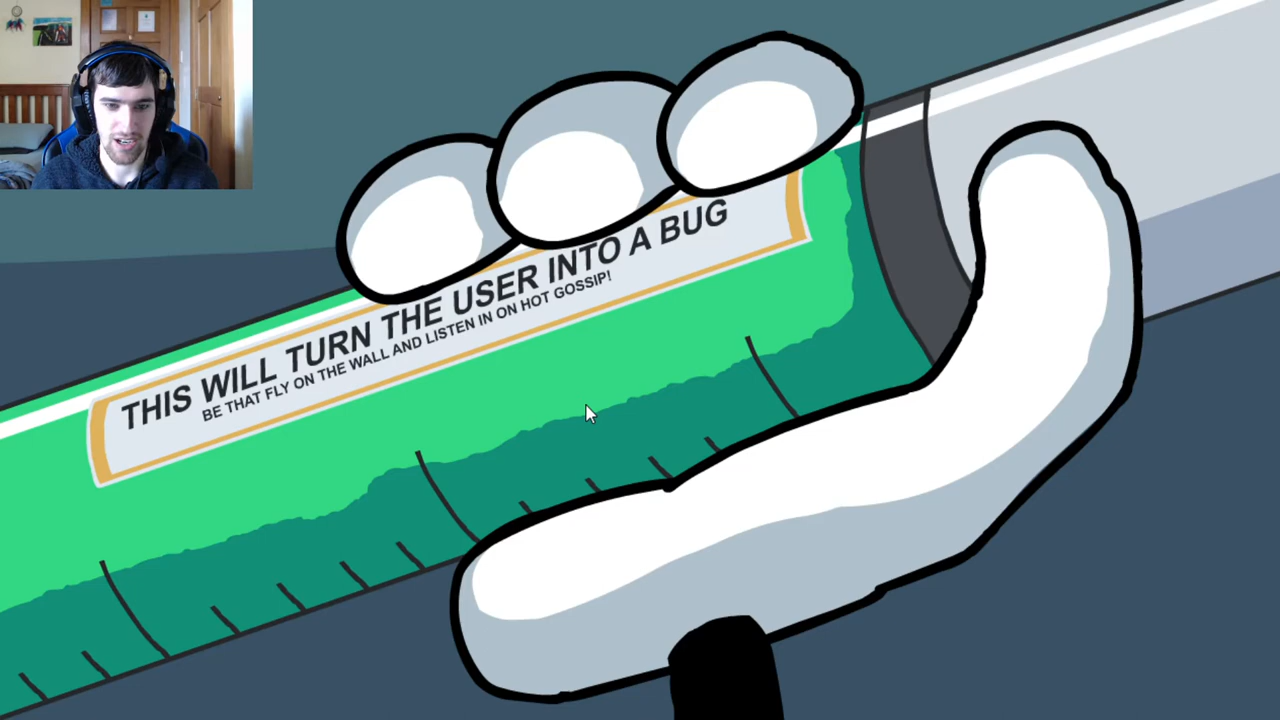 THIS WILL TURN THE USER INTO A BUG
BE THAT FLY ON THE WALL AND LISTEN IN ON HOT GOSSIP!